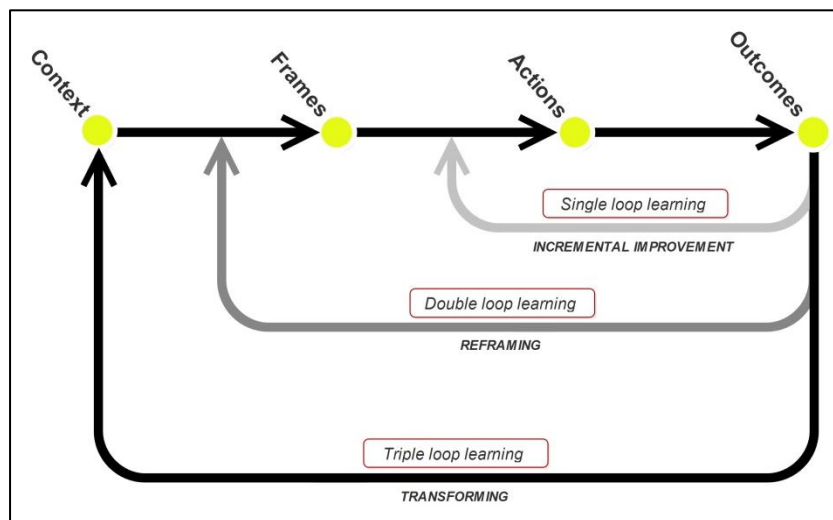 Context
Frames
Actions
Outcomes
Single loop learning
INCREMENTAL IMPROVEMENT
Double loop learning
REFRAMING
Triple loop learning
TRANSFORMING